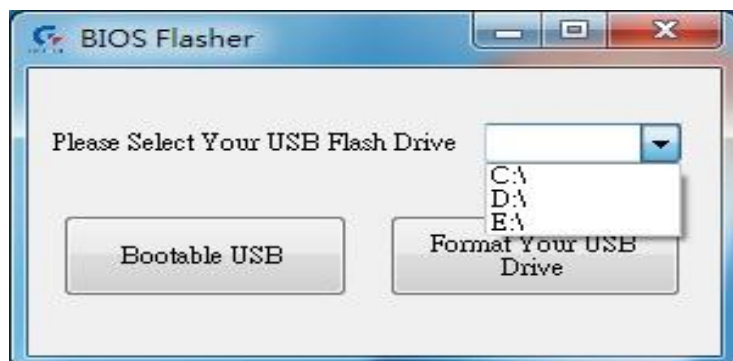 BIOS Flasher
Please Select Your USB Flash Drive
C:\
D:\
E:\
Bootable USB
Format Your USB
Drive